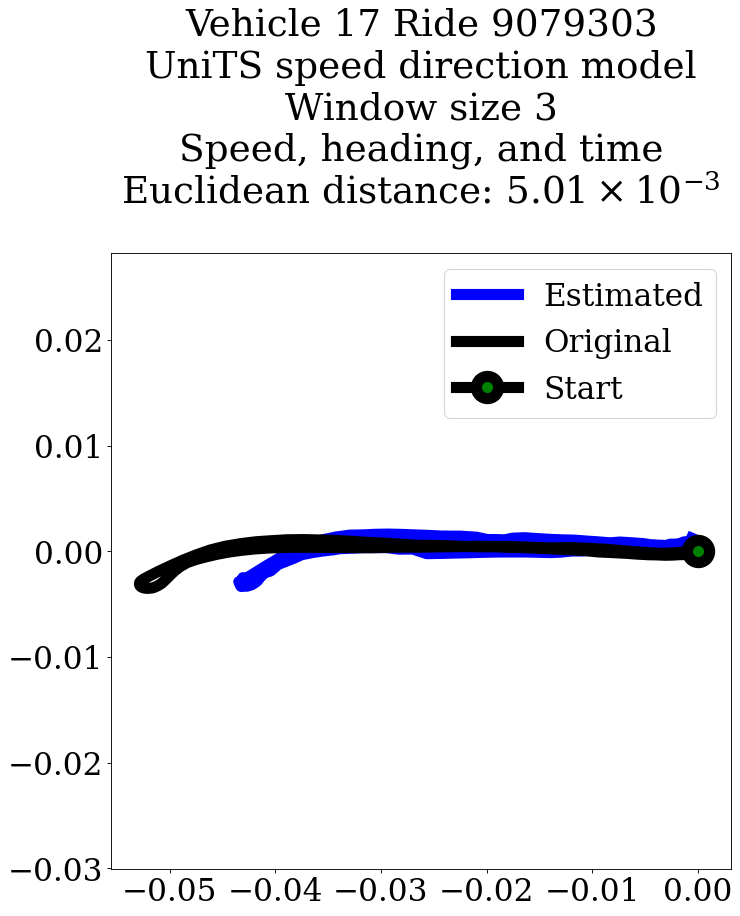 Vehicle 17 Ride 9079303
UniTS speed direction model
Window size 3
Speed, heading, and time
Euclidean distance: 5.01 × 10⁻³
Estimated
Original
Start
0.02
0.01
0.00
−0.01
−0.02
−0.03
−0.05 −0.04 −0.03 −0.02 −0.01 0.00